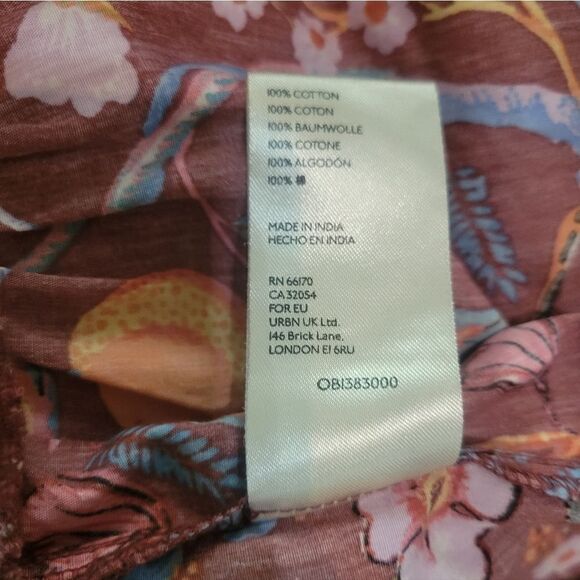 100% COTTON
100% COTON
100% BAUMWOLLE
100% COTONE
100% ALGODÓN
100% 棉
MADE IN INDIA
HECHO EN INDIA
RN 66170
CA 32054
FOR EU
URBN UK Ltd.
146 Brick Lane,
LONDON E1 6RU
OB1383000